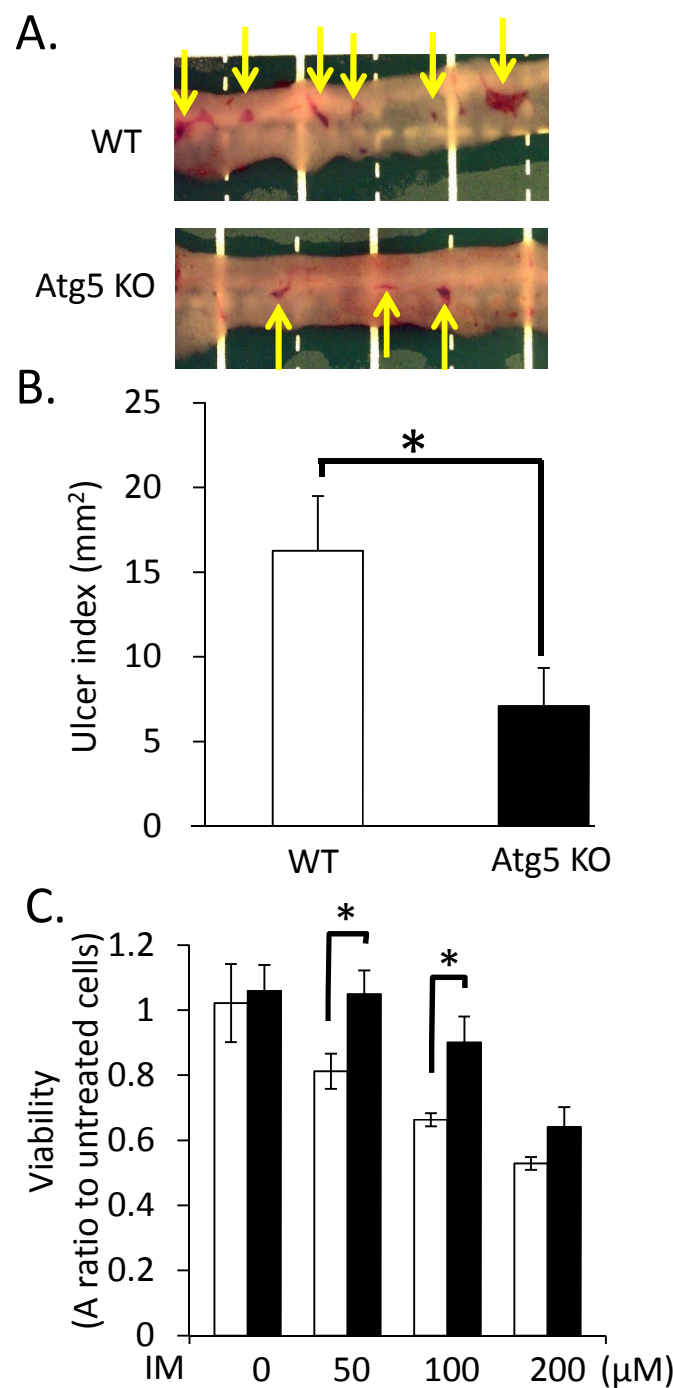 A.
WT
Atg5 KO
B.
Ulcer index (mm²)
25
20
15
10
5
0
*
WT
Atg5 KO
C.
Viability
(A ratio to untreated cells)
1.2
1
0.8
0.6
0.4
0.2
0
*
*
IM 0 50 100 200 (μM)